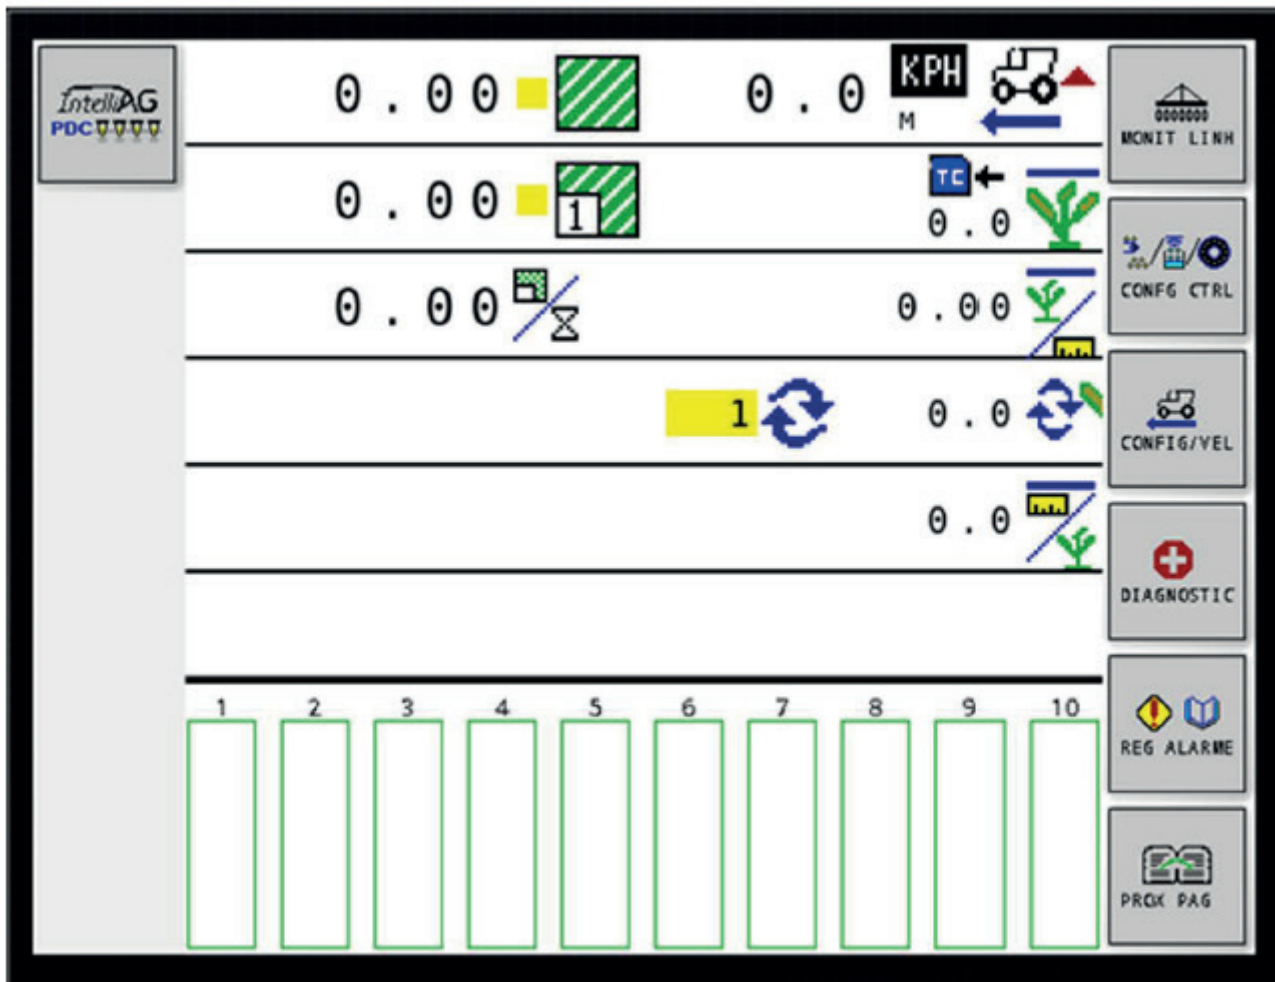 IntelliAG
PDC
0.00
0.0
KPH
M
MONIT LINH
0.00
1
TC
0.0
CONFG CTRL
0.00
0.00
1
0.0
CONFIG/VEL
0.0
DIAGNOSTIC
1 2 3 4 5 6 7 8 9 10
REG ALARME
PROX PAG